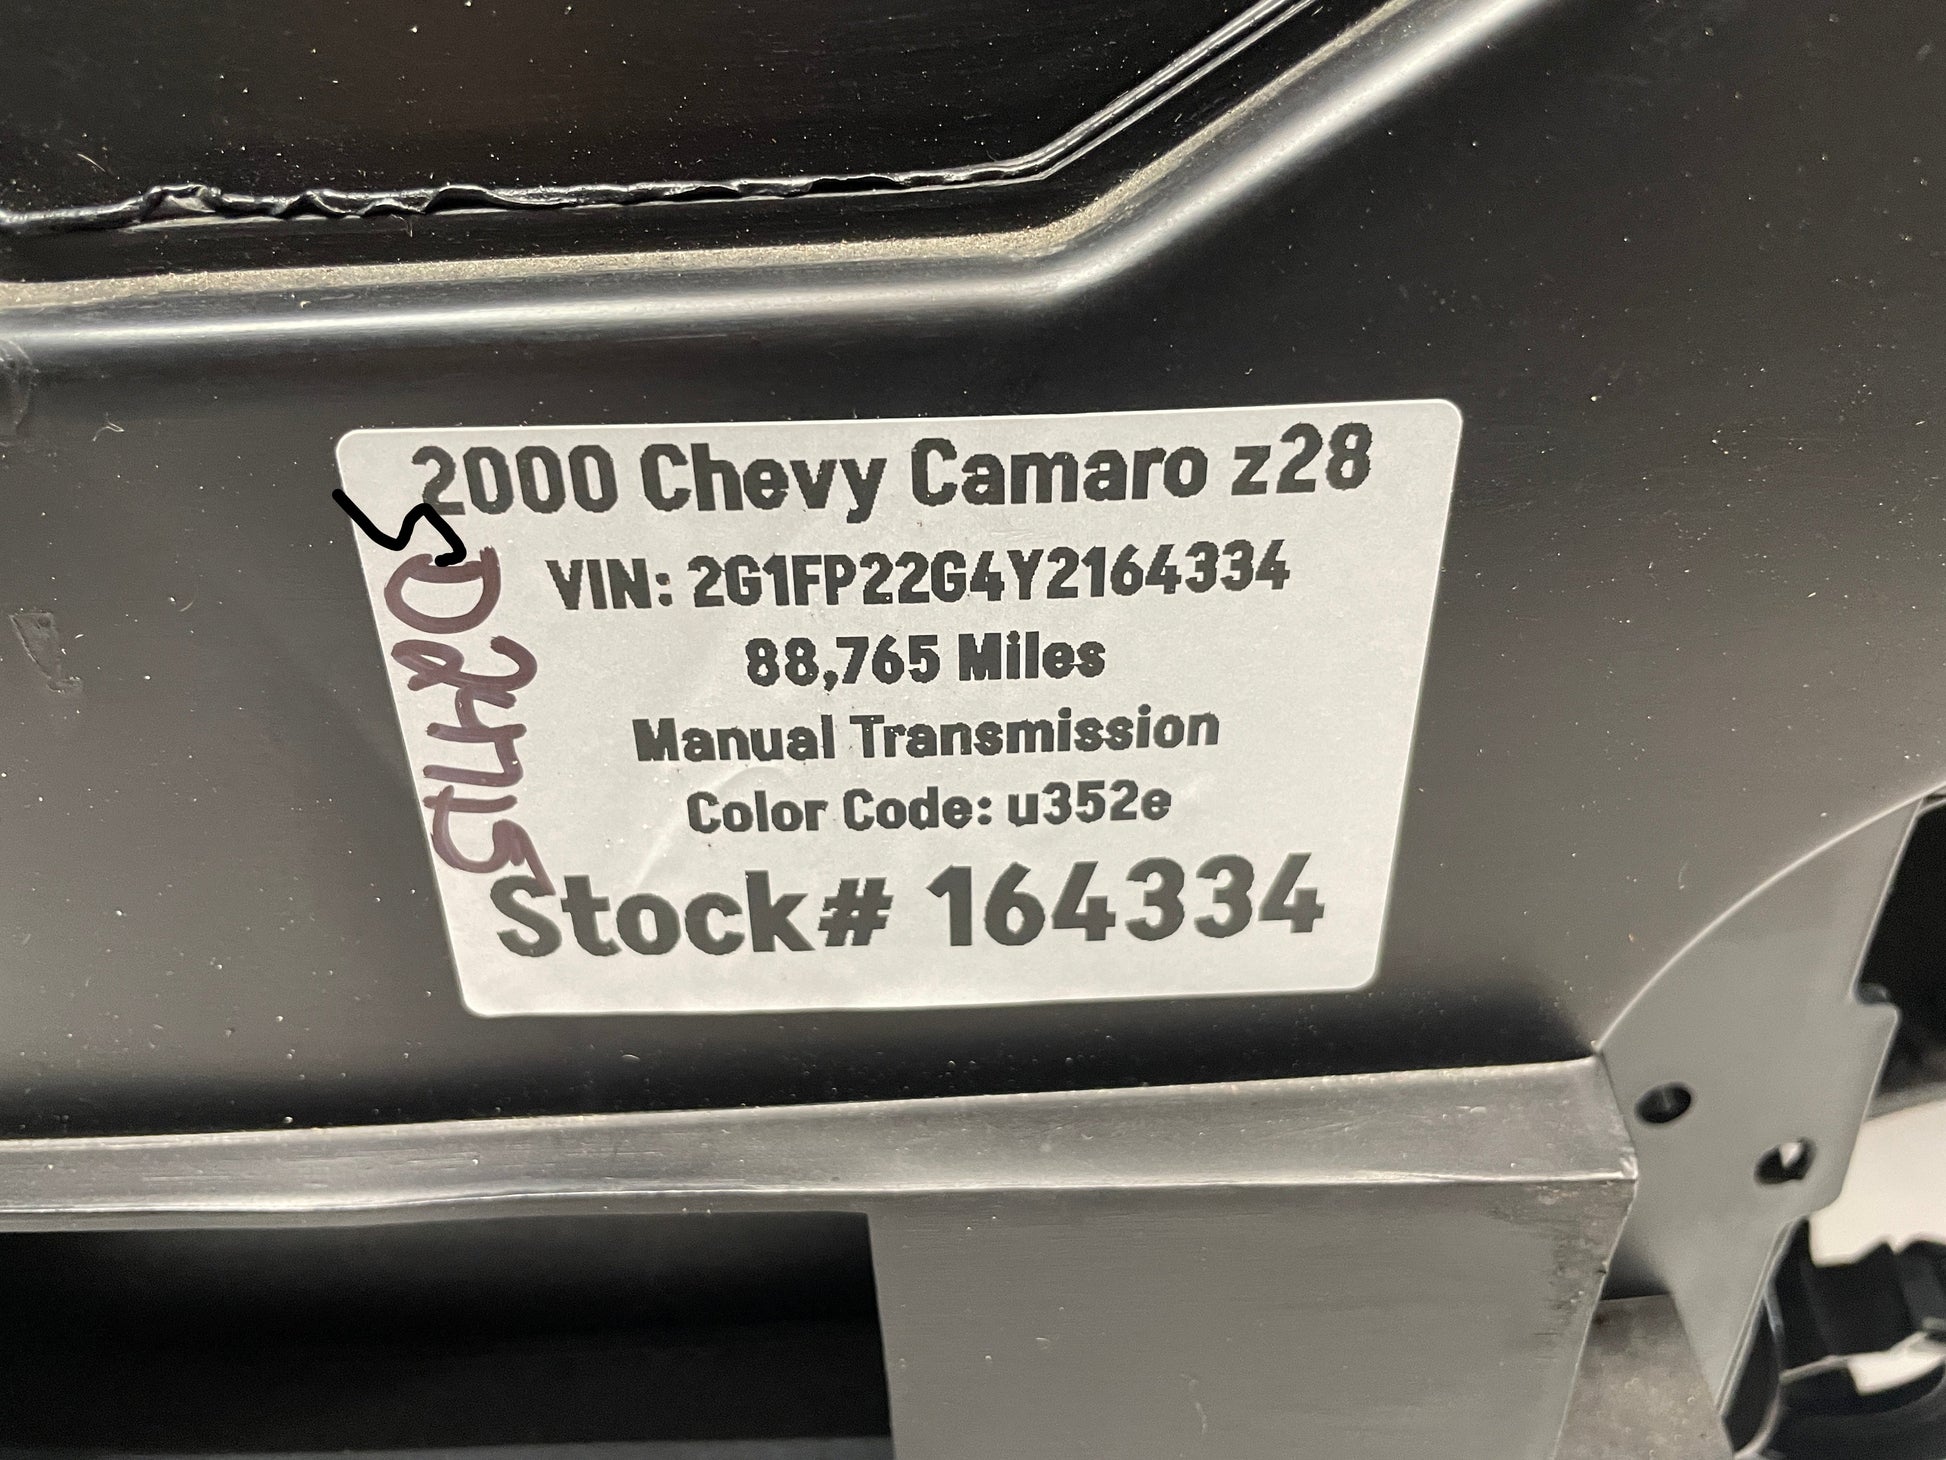 2000 Chevy Camaro z28
VIN: 2G1FP22G4Y2164334
88,765 Miles
Manual Transmission
Color Code: u352e
Stock# 164334